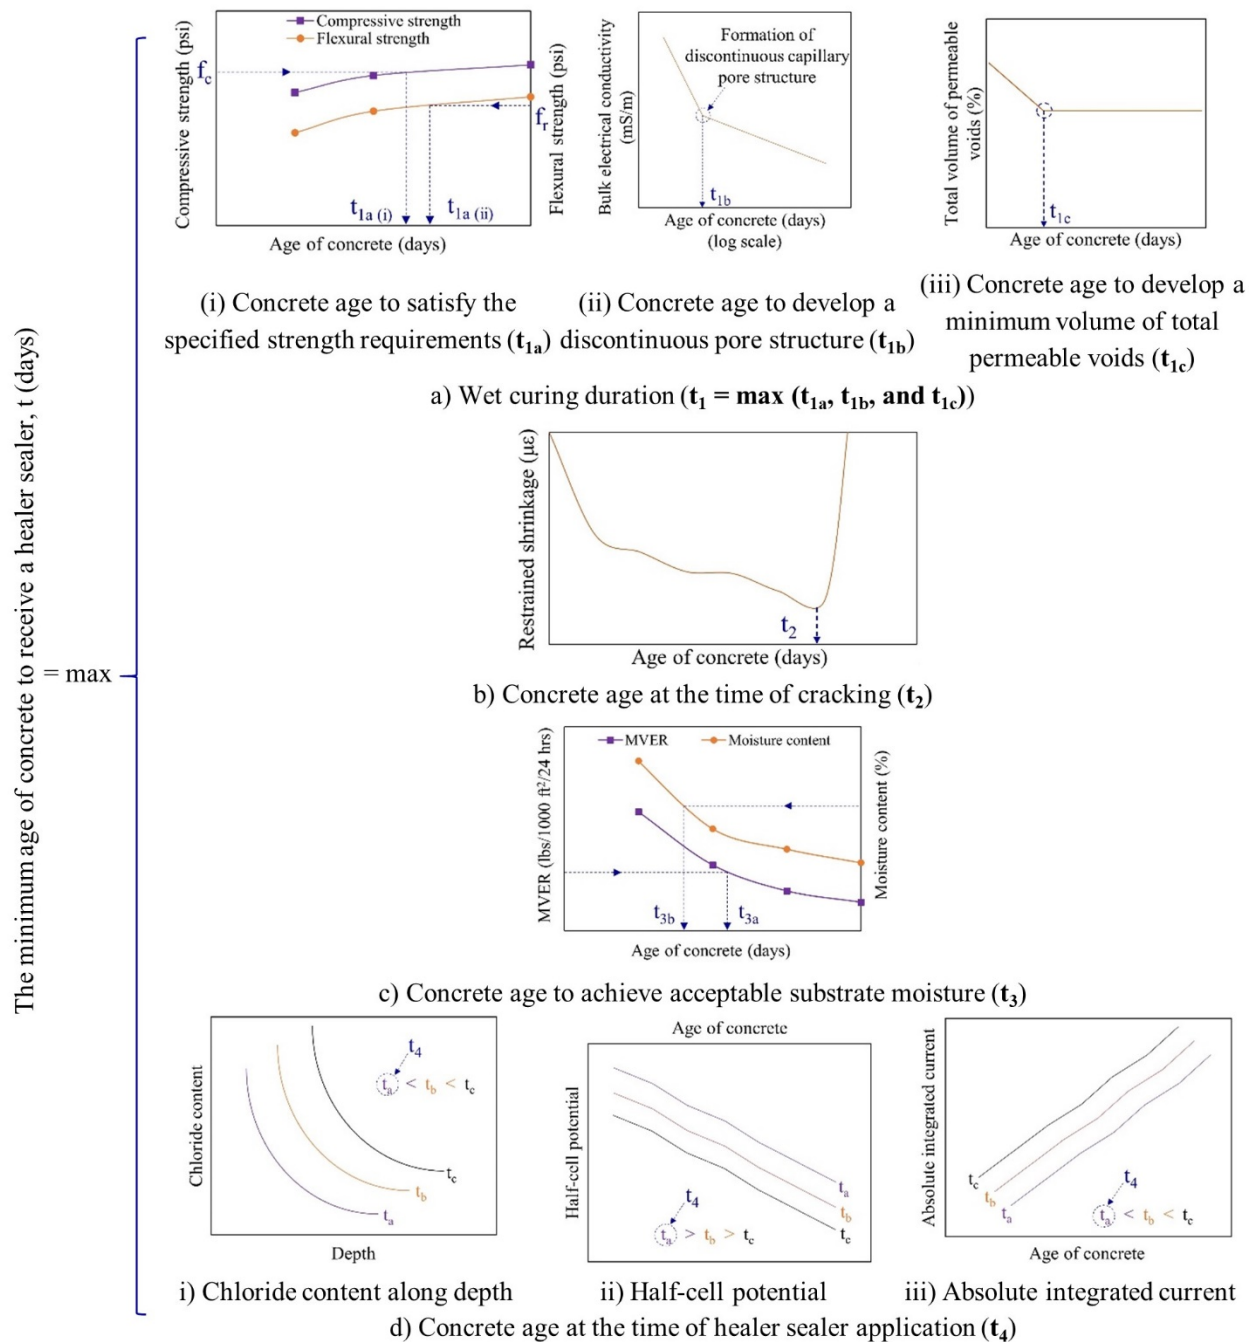 The minimum age of concrete to receive a healer sealer, t (days)
= max
Compressive strength
Flexural strength
Compressive strength (psi)
f_c
f_r
Flexural strength (psi)
t_1a (i)
t_1a (ii)
Age of concrete (days)
Formation of
discontinuous capillary
pore structure
Bulk electrical conductivity
(mS/m)
t_1b
Age of concrete (days)
(log scale)
Total volume of permeable
voids (%)
t_1c
Age of concrete (days)
(i) Concrete age to satisfy the
specified strength requirements (t_1a)
(ii) Concrete age to develop a
discontinuous pore structure (t_1b)
(iii) Concrete age to develop a
minimum volume of total
permeable voids (t_1c)
a) Wet curing duration (t_1 = max (t_1a, t_1b, and t_1c))
Restrained shrinkage (με)
t_2
Age of concrete (days)
b) Concrete age at the time of cracking (t_2)
MVER
Moisture content
MVER (lbs/1000 ft²/24 hrs)
Moisture content (%)
t_3b
t_3a
Age of concrete (days)
c) Concrete age to achieve acceptable substrate moisture (t_3)
Chloride content
t_4
t_a < t_b < t_c
t_c
t_b
t_a
Depth
i) Chloride content along depth
Age of concrete
Half-cell potential
t_a
t_b
t_c
t_4
t_a > t_b > t_c
ii) Half-cell potential
Absolute integrated current
t_c
t_b
t_a
t_4
t_a < t_b < t_c
Age of concrete
iii) Absolute integrated current
d) Concrete age at the time of healer sealer application (t_4)